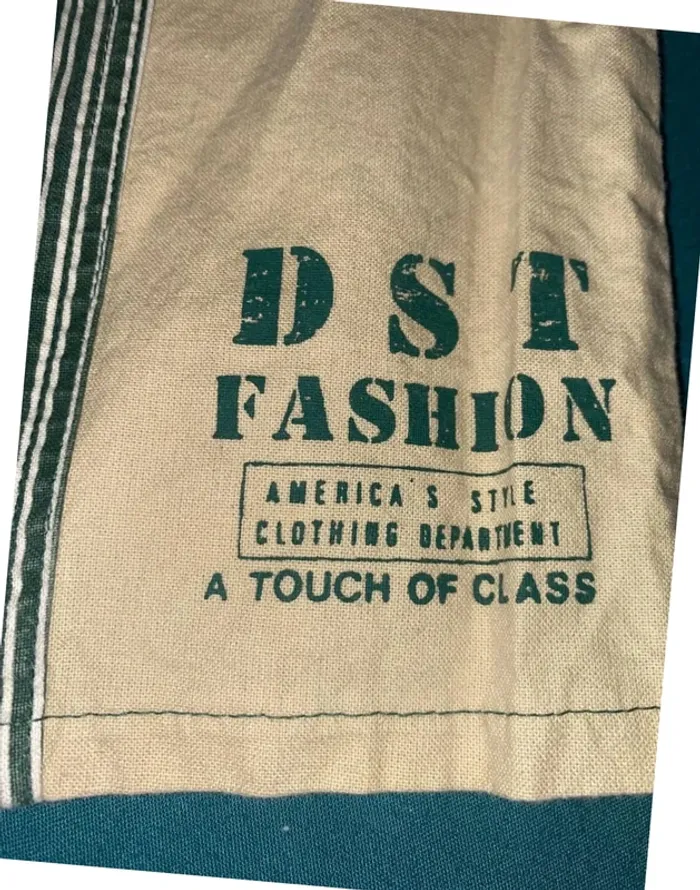 DST
FASHION
AMERICA'S STYLE
CLOTHING DEPARTMENT
A TOUCH OF CLASS